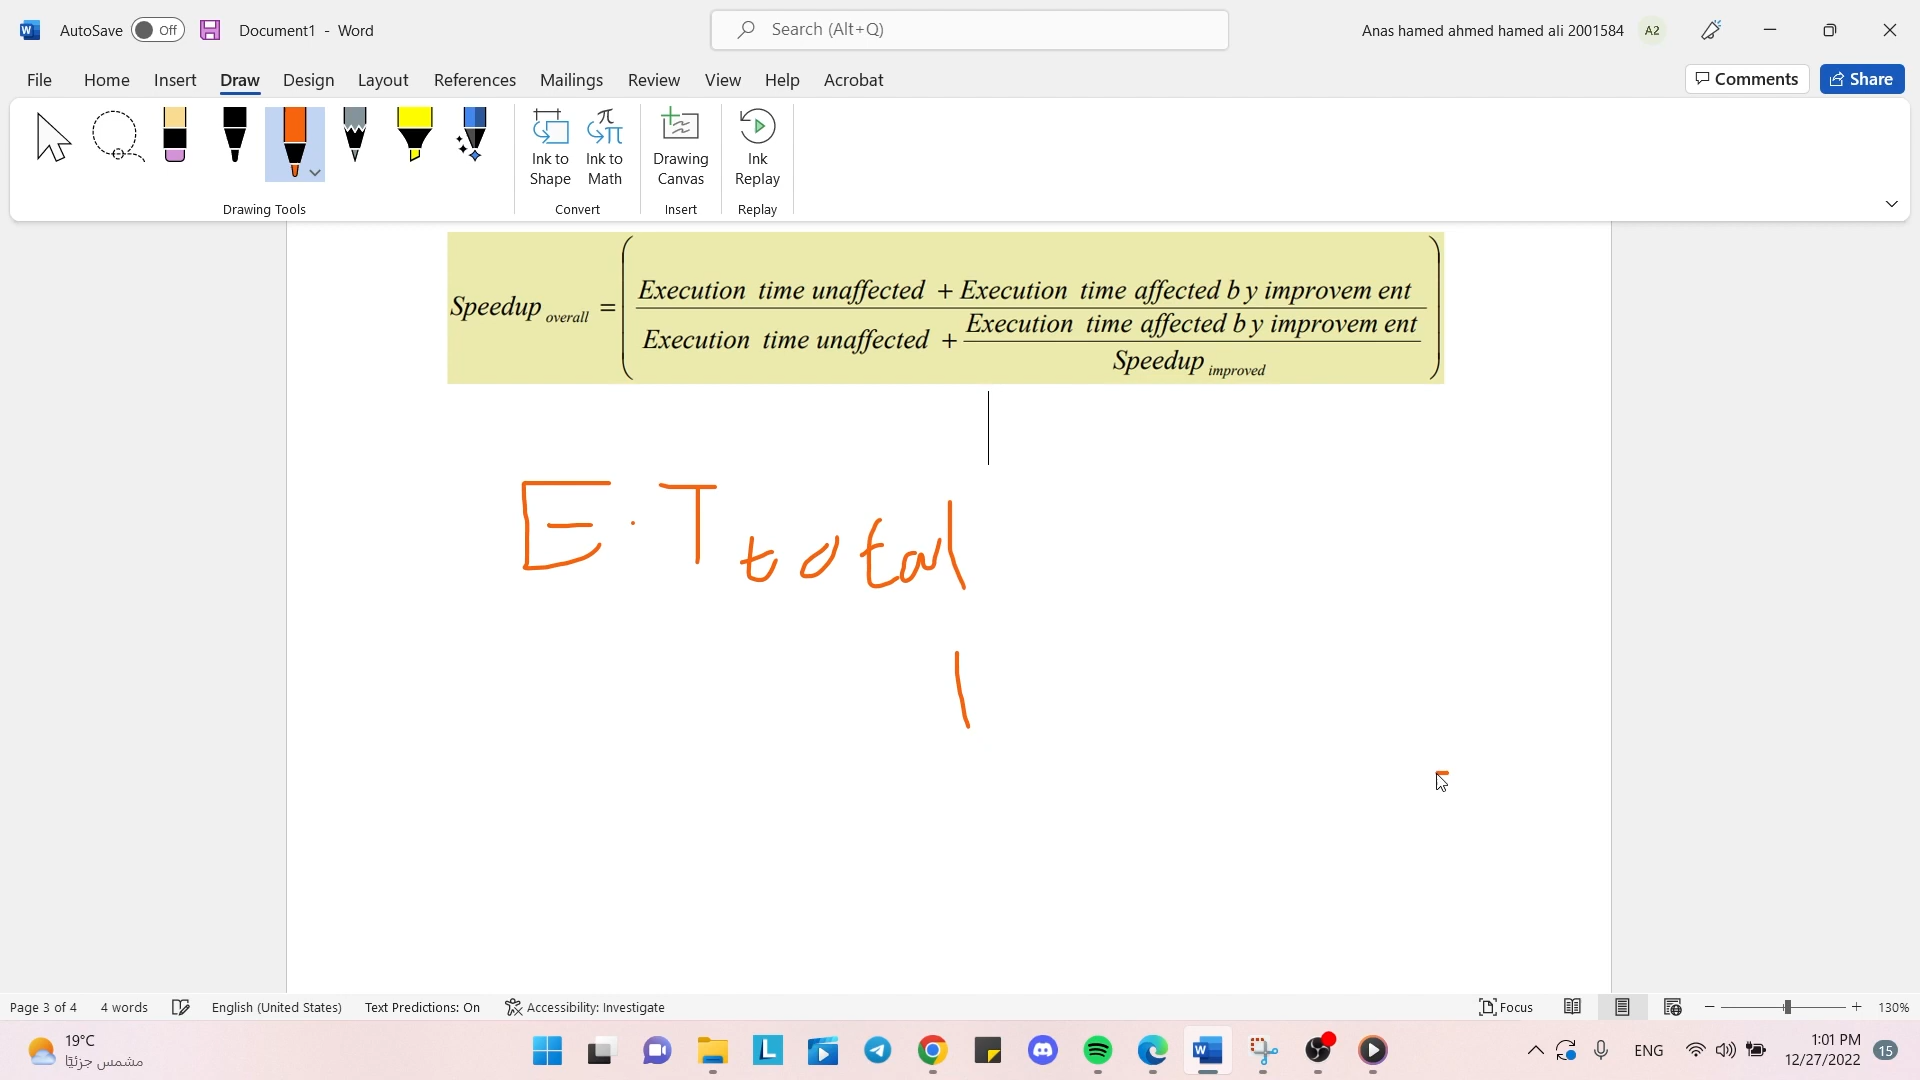 AutoSave Off Document1 - Word Search (Alt+Q) Anas hamed ahmed hamed ali 2001584 A2
File Home Insert Draw Design Layout References Mailings Review View Help Acrobat Comments Share
Ink to Shape Ink to Math Drawing Canvas Ink Replay
Drawing Tools Convert Insert Replay
Speedup overall = ( Execution time unaffected + Execution time affected b y improvem ent
Execution time unaffected + Execution time affected b y improvem ent
Speedup improved )
E.T total
Page 3 of 4 4 words English (United States) Text Predictions: On Accessibility: Investigate Focus 130%
19°C
مشمس جزئيًا
ENG
1:01 PM
12/27/2022
15